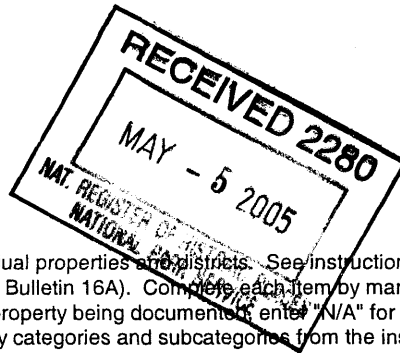 RECEIVED 2280
MAY - 5 2005
NAT. REGISTER OF HISTORIC
NATIONAL PARK SERVICE
ual properties and districts. See instruction
Bulletin 16A). Complete each item by mar
property being documented, enter "N/A" for
y categories and subcategories from the ins